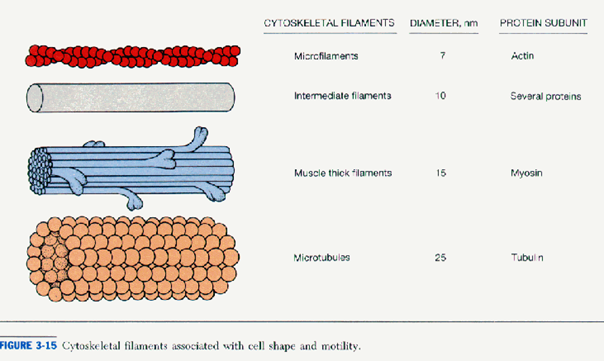 CYTOSKELETAL FILAMENTS DIAMETER, nm PROTEIN SUBUNIT
Microfilaments 7 Actin
Intermediate filaments 10 Several proteins
Muscle thick filaments 15 Myosin
Microtubules 25 Tubulin
FIGURE 3-15 Cytoskeletal filaments associated with cell shape and motility.